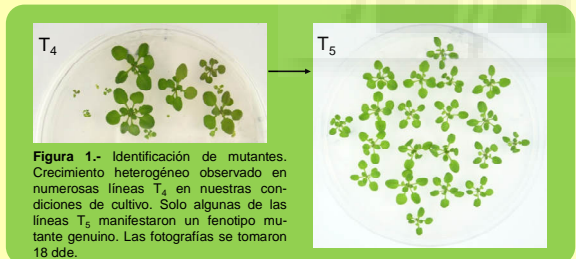 T₄
T₅
Figura 1.- Identificación de mutantes.
Crecimiento heterogéneo observado en
numerosas líneas T₄ en nuestras con-
diciones de cultivo. Solo algunas de las
líneas T₅ manifestaron un fenotipo mu-
tante genuino. Las fotografías se tomaron
18 dde.